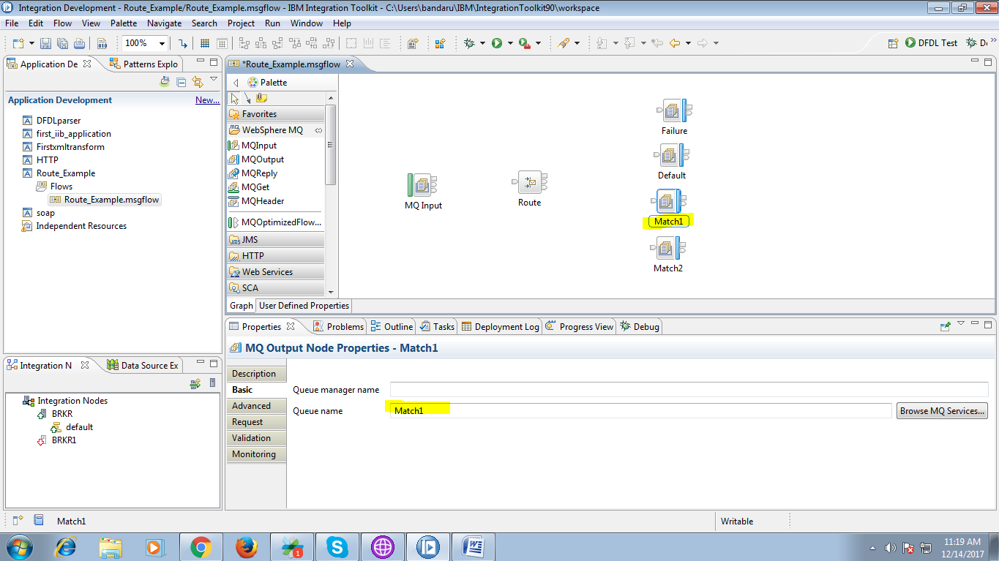 Integration Development - Route_Example/Route_Example.msgflow - IBM Integration Toolkit - C:\Users\bandaru\IBM\IntegrationToolkit90\workspace
File Edit Flow View Palette Navigate Search Project Run Window Help
100% DFDL Test D
Application De Patterns Explo
Application Development New...
DFDLparser
first_iib_application
Firstxmltransform
HTTP
Route_Example
Flows
Route_Example.msgflow
soap
Independent Resources
*Route_Example.msgflow
Palette
Favorites
WebSphere MQ
MQInput
MQOutput
MQReply
MQGet
MQHeader
MQOptimizedFlow...
JMS
HTTP
Web Services
SCA
MQ Input
Route
Failure
Default
Match1
Match2
Graph User Defined Properties
Properties Problems Outline Tasks Deployment Log Progress View Debug
MQ Output Node Properties - Match1
Description
Basic
Advanced
Request
Validation
Monitoring
Queue manager name
Queue name Match1 Browse MQ Services...
Integration N Data Source Ex
Integration Nodes
BRKR
default
BRKR1
Match1 Writable
1
11:19 AM
12/14/2017